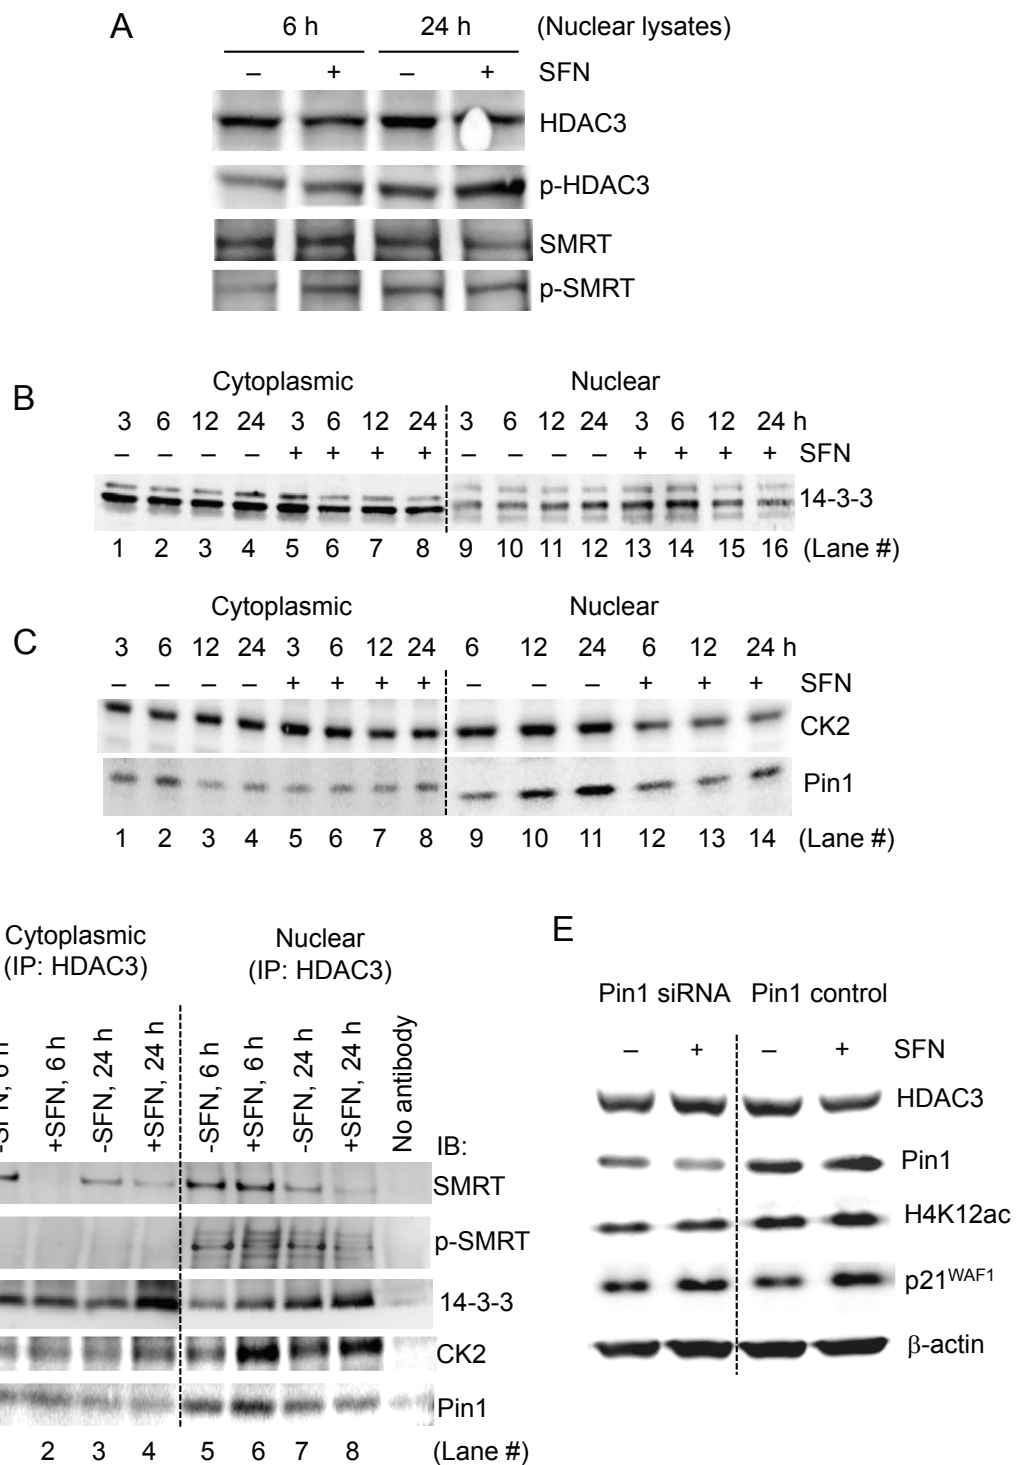 A
6 h 24 h (Nuclear lysates)
– + – + SFN
HDAC3
p-HDAC3
SMRT
p-SMRT
B
Cytoplasmic Nuclear
3 6 12 24 3 6 12 24 3 6 12 24 3 6 12 24 h
– – – – + + + + – – – – + + + + SFN
14-3-3
1 2 3 4 5 6 7 8 9 10 11 12 13 14 15 16 (Lane #)
C
Cytoplasmic Nuclear
3 6 12 24 3 6 12 24 6 12 24 6 12 24 h
– – – – + + + + – – – + + + SFN
CK2
Pin1
1 2 3 4 5 6 7 8 9 10 11 12 13 14 (Lane #)
Cytoplasmic
(IP: HDAC3)
Nuclear
(IP: HDAC3)
-SFN, 6 h
+SFN, 6 h
-SFN, 24 h
+SFN, 24 h
-SFN, 6 h
+SFN, 6 h
-SFN, 24 h
+SFN, 24 h
No antibody
IB:
SMRT
p-SMRT
14-3-3
CK2
Pin1
2 3 4 5 6 7 8 (Lane #)
E
Pin1 siRNA Pin1 control
– + – + SFN
HDAC3
Pin1
H4K12ac
p21WAF1
β-actin